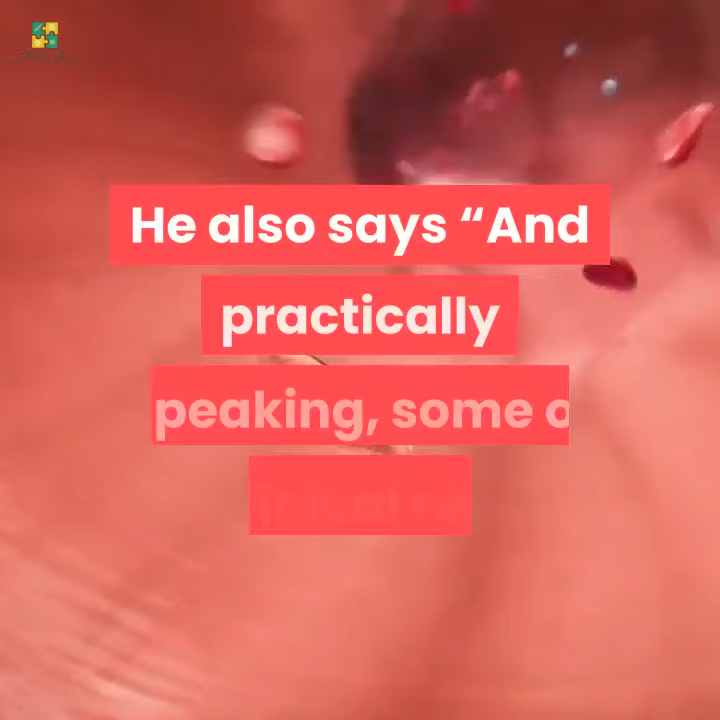 He also says “And
practically
peaking, some o